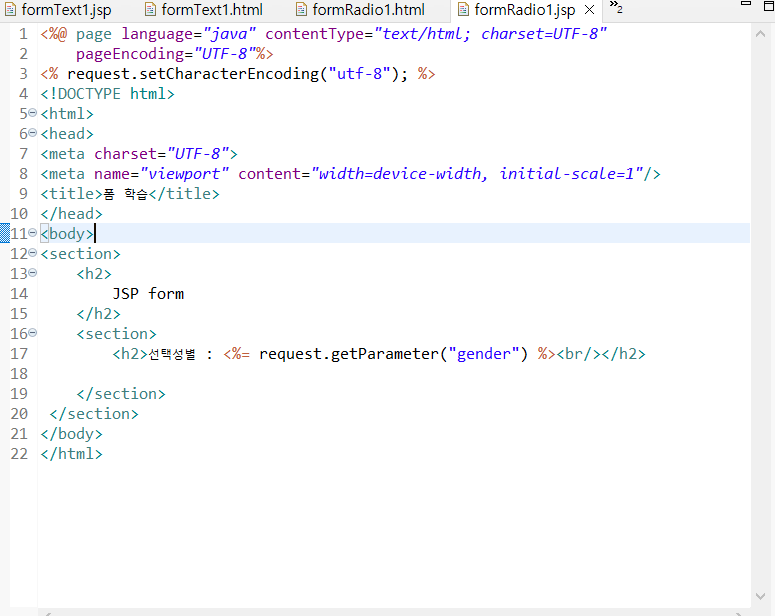 formText1.jsp formText1.html formRadio1.html formRadio1.jsp 2
1 <%@ page language="java" contentType="text/html; charset=UTF-8"
2     pageEncoding="UTF-8"%>
3 <% request.setCharacterEncoding("utf-8"); %>
4 <!DOCTYPE html>
5 <html>
6 <head>
7 <meta charset="UTF-8">
8 <meta name="viewport" content="width=device-width, initial-scale=1"/>
9 <title>폼 학습</title>
10 </head>
11 <body>
12 <section>
13     <h2>
14         JSP form
15     </h2>
16     <section>
17         <h2>선택성별 : <%= request.getParameter("gender") %><br/></h2>
18
19     </section>
20  </section>
21 </body>
22 </html>